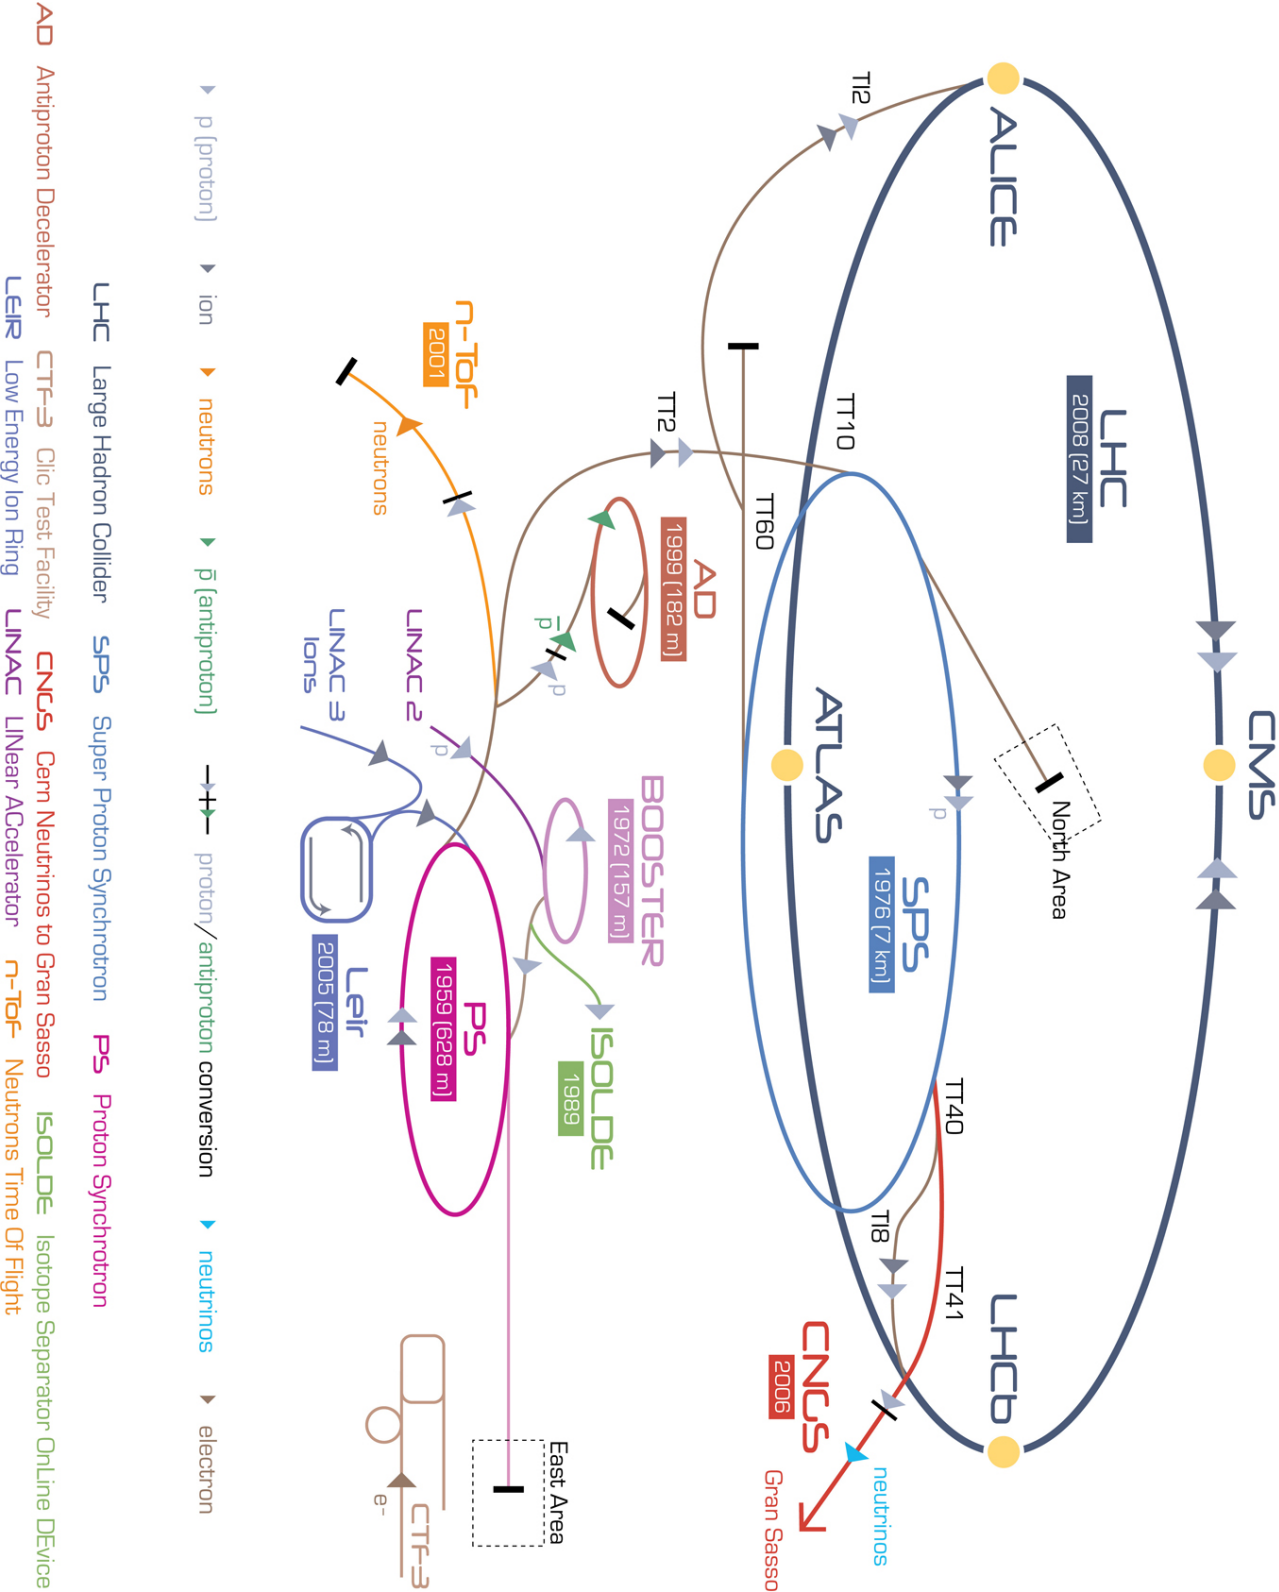 CMS
North Area
ALICE
LHC
2008 (27 km)
LHCb
TI2
TT10
SPS
1976 (7 km)
p
TT40
TT41
TI8
neutrinos
ATLAS
CNGS
2006
Gran Sasso
TT60
TT2
AD
1999 (182 m)
BOOSTER
1972 (157 m)
ISOLDE
1989
p̄
p
East Area
n-ToF
2001
neutrons
LINAC 2
p
PS
1959 (628 m)
CTF3
e⁻
LINAC 3
Ions
Leir
2005 (78 m)
p (proton) ion neutrons p̄ (antiproton) proton/antiproton conversion neutrinos electron
LHC Large Hadron Collider SPS Super Proton Synchrotron PS Proton Synchrotron
AD Antiproton Decelerator CTF-3 Clic Test Facility CNGS Cern Neutrinos to Gran Sasso ISOLDE Isotope Separator OnLine DEvice
LEIR Low Energy Ion Ring LINAC LINear ACcelerator n-ToF Neutrons Time Of Flight